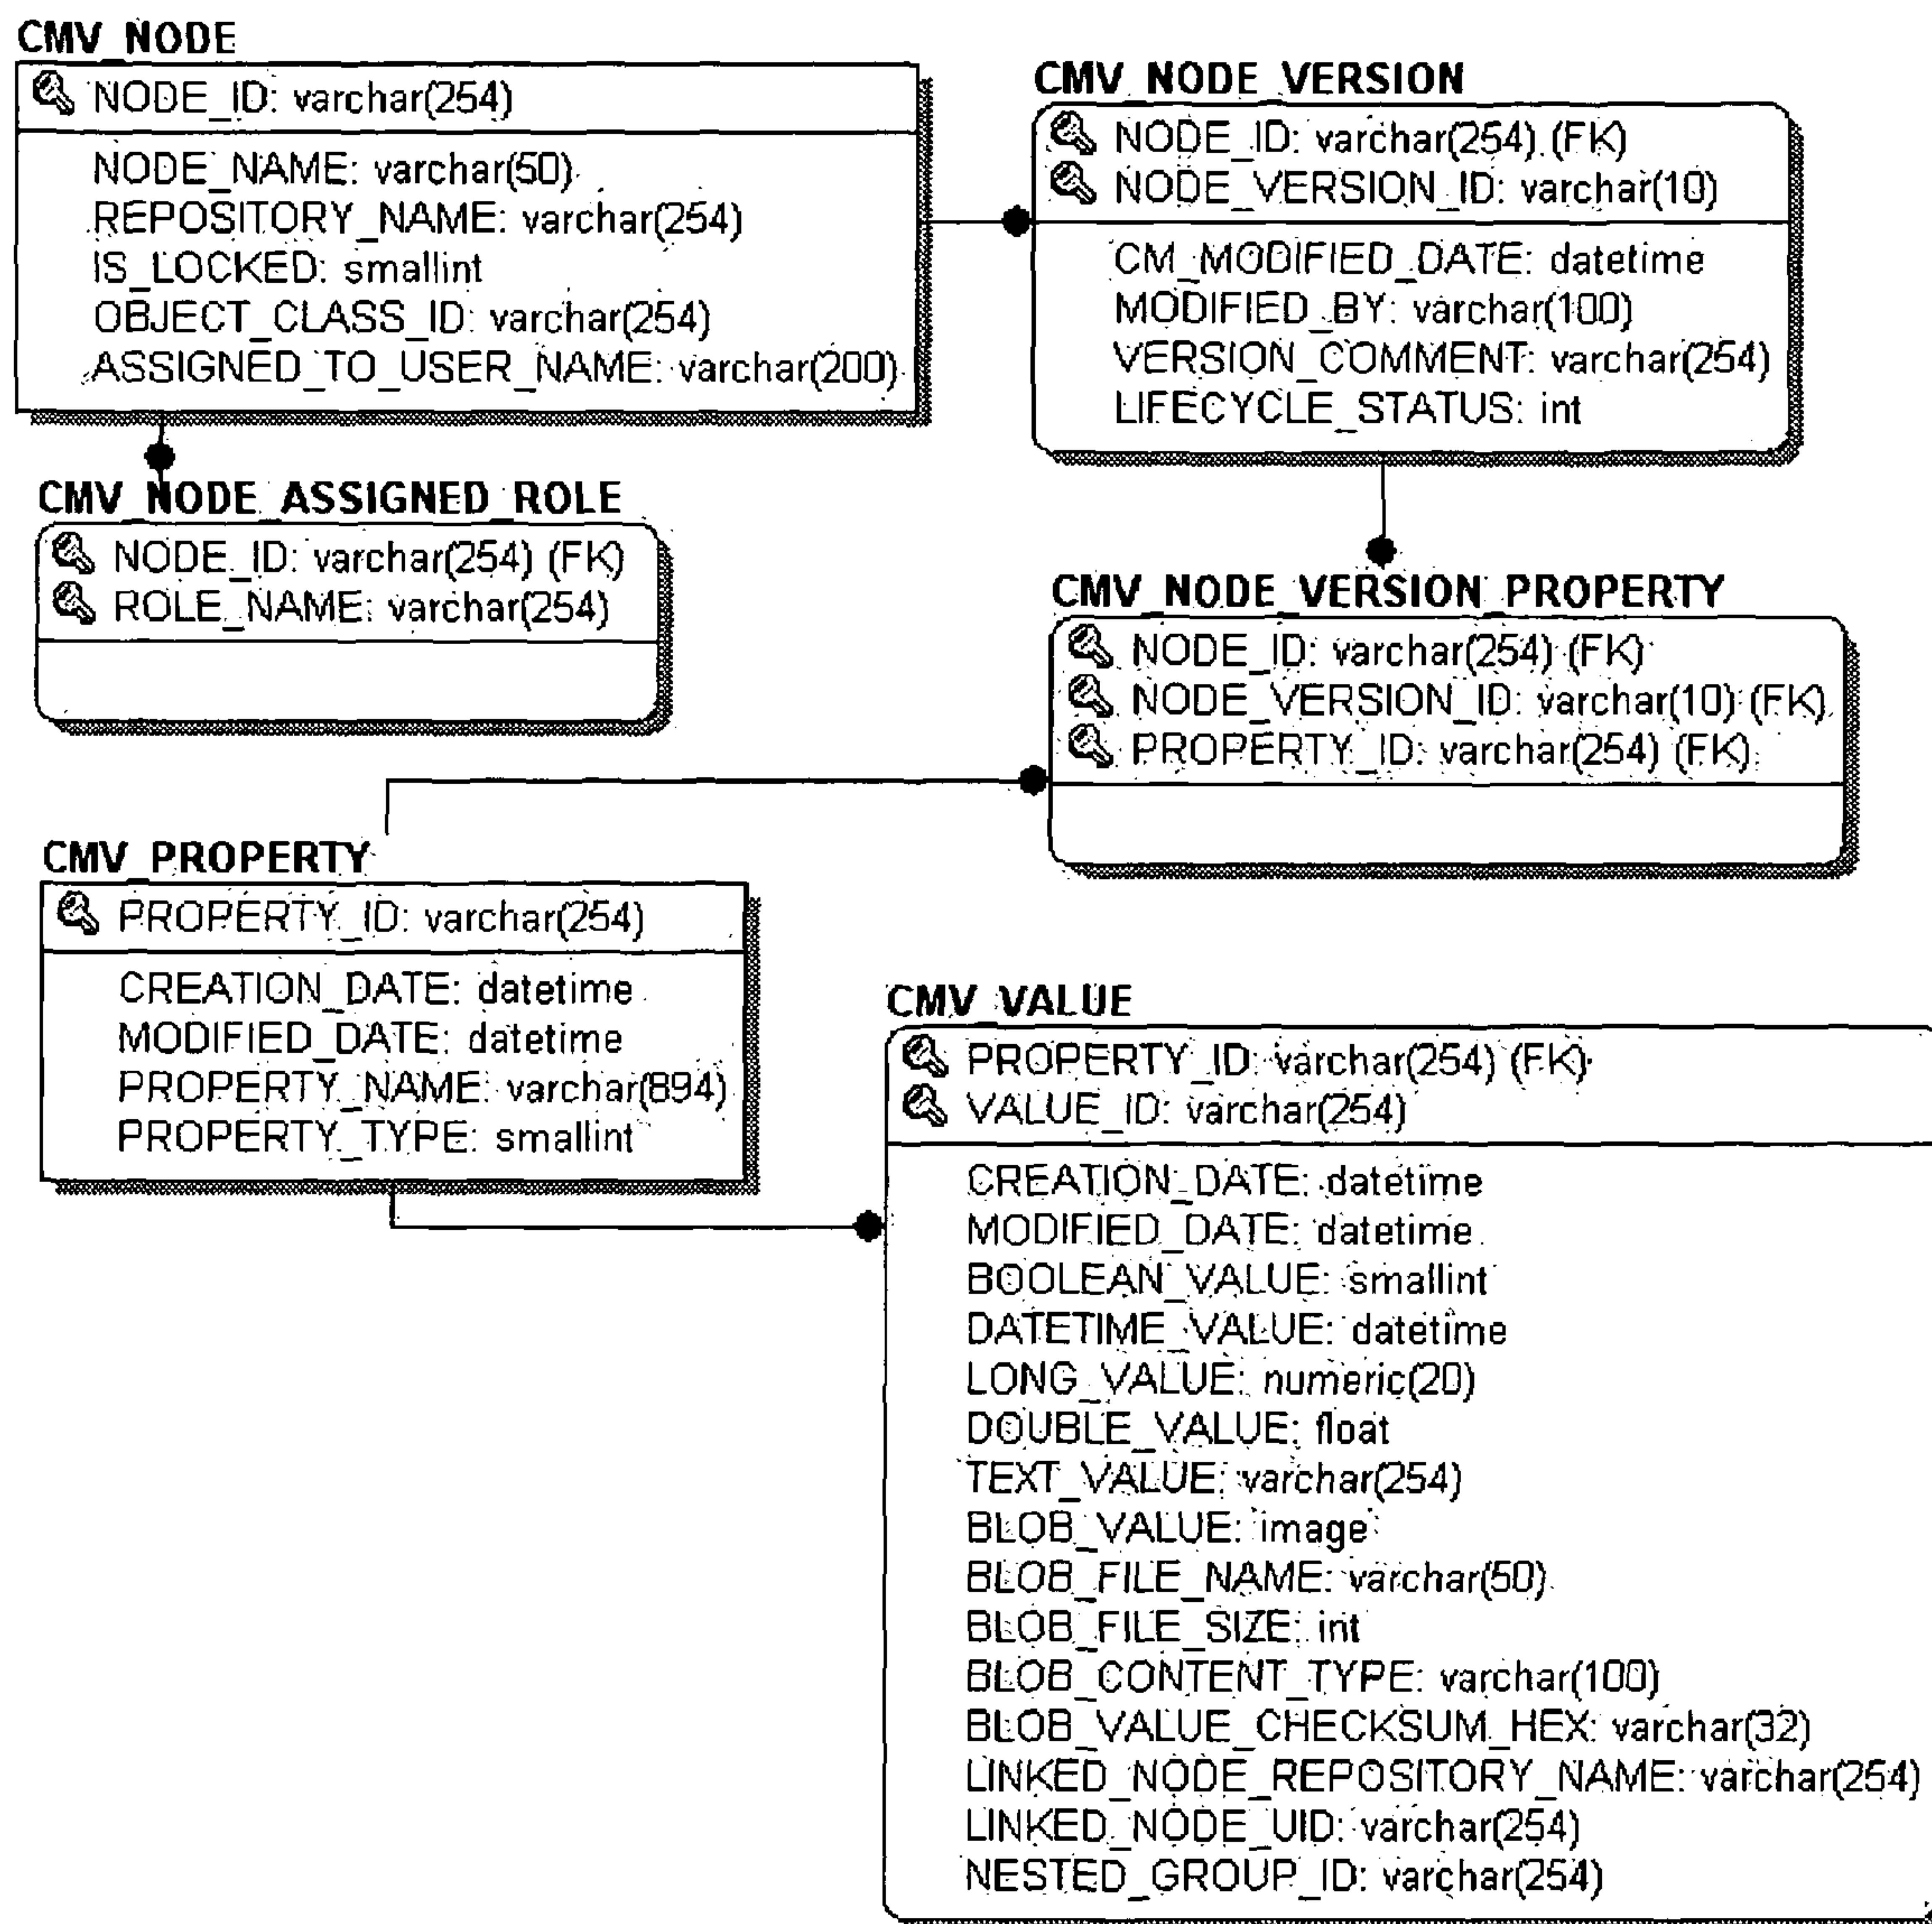 CMV_NODE
NODE_ID: varchar(254)
NODE_NAME: varchar(50)
REPOSITORY_NAME: varchar(254)
IS_LOCKED: smallint
OBJECT_CLASS_ID: varchar(254)
ASSIGNED_TO_USER_NAME: varchar(200)
CMV_NODE_VERSION
NODE_ID: varchar(254) (FK)
NODE_VERSION_ID: varchar(10)
CM_MODIFIED_DATE: datetime
MODIFIED_BY: varchar(100)
VERSION_COMMENT: varchar(254)
LIFECYCLE_STATUS: int
CMV_NODE_ASSIGNED_ROLE
NODE_ID: varchar(254) (FK)
ROLE_NAME: varchar(254)
CMV_NODE_VERSION_PROPERTY
NODE_ID: varchar(254) (FK)
NODE_VERSION_ID: varchar(10) (FK)
PROPERTY_ID: varchar(254) (FK)
CMV_PROPERTY
PROPERTY_ID: varchar(254)
CREATION_DATE: datetime
MODIFIED_DATE: datetime
PROPERTY_NAME: varchar(894)
PROPERTY_TYPE: smallint
CMV_VALUE
PROPERTY_ID: varchar(254) (FK)
VALUE_ID: varchar(254)
CREATION_DATE: datetime
MODIFIED_DATE: datetime
BOOLEAN_VALUE: smallint
DATETIME_VALUE: datetime
LONG_VALUE: numeric(20)
DOUBLE_VALUE: float
TEXT_VALUE: varchar(254)
BLOB_VALUE: image
BLOB_FILE_NAME: varchar(50)
BLOB_FILE_SIZE: int
BLOB_CONTENT_TYPE: varchar(100)
BLOB_VALUE_CHECKSUM_HEX: varchar(32)
LINKED_NODE_REPOSITORY_NAME: varchar(254)
LINKED_NODE_UID: varchar(254)
NESTED_GROUP_ID: varchar(254)